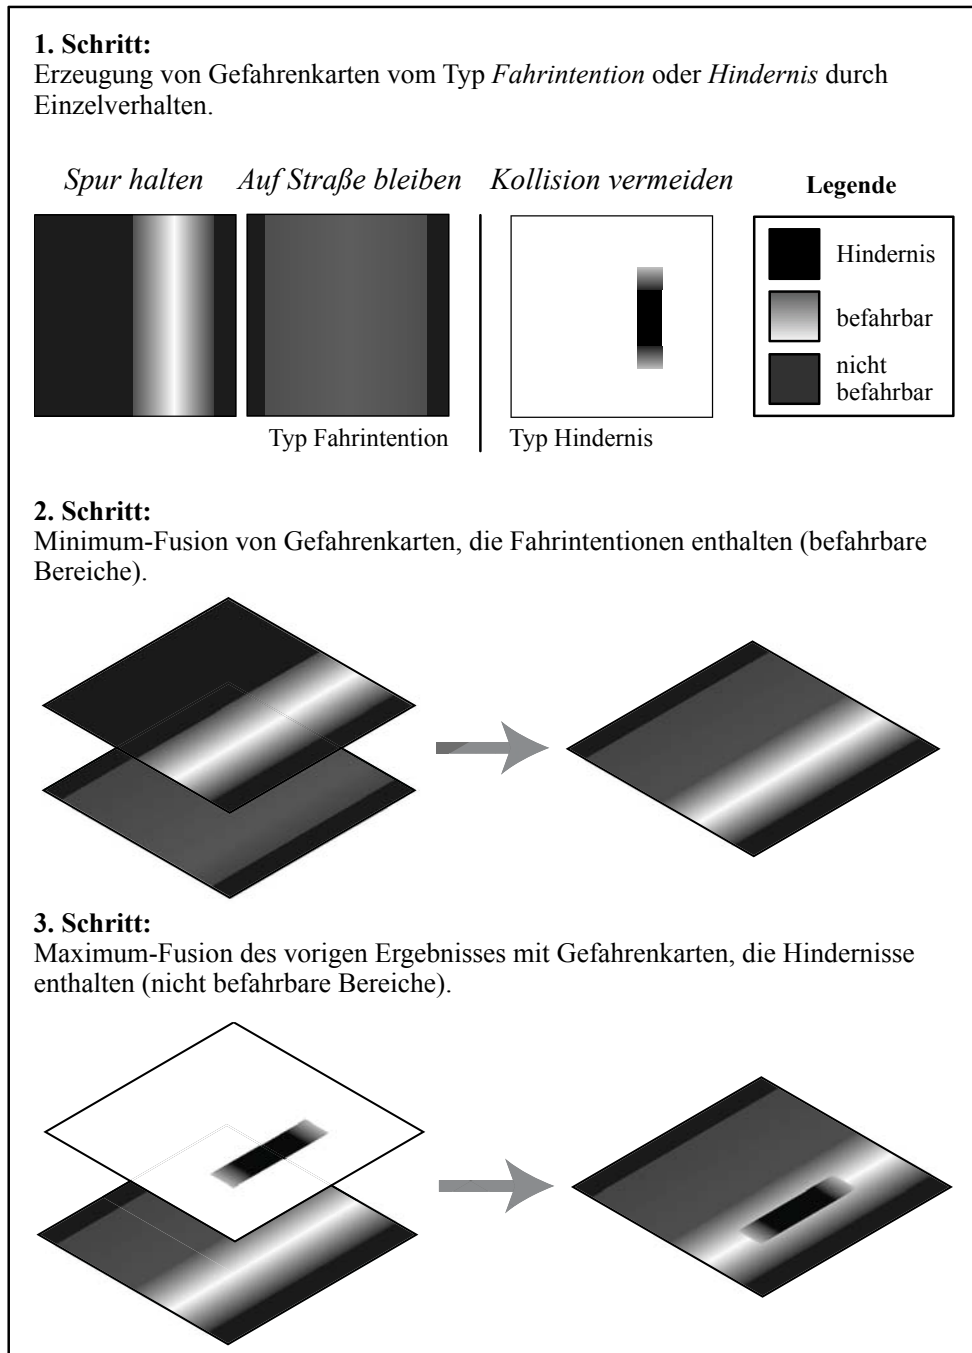 1. Schritt:
Erzeugung von Gefahrenkarten vom Typ Fahrintention oder Hindernis durch
Einzelverhalten.
Spur halten
Auf Straße bleiben
Kollision vermeiden
Legende
Hindernis
befahrbar
nicht
befahrbar
Typ Fahrintention
Typ Hindernis
2. Schritt:
Minimum-Fusion von Gefahrenkarten, die Fahrintentionen enthalten (befahrbare
Bereiche).
3. Schritt:
Maximum-Fusion des vorigen Ergebnisses mit Gefahrenkarten, die Hindernisse
enthalten (nicht befahrbare Bereiche).